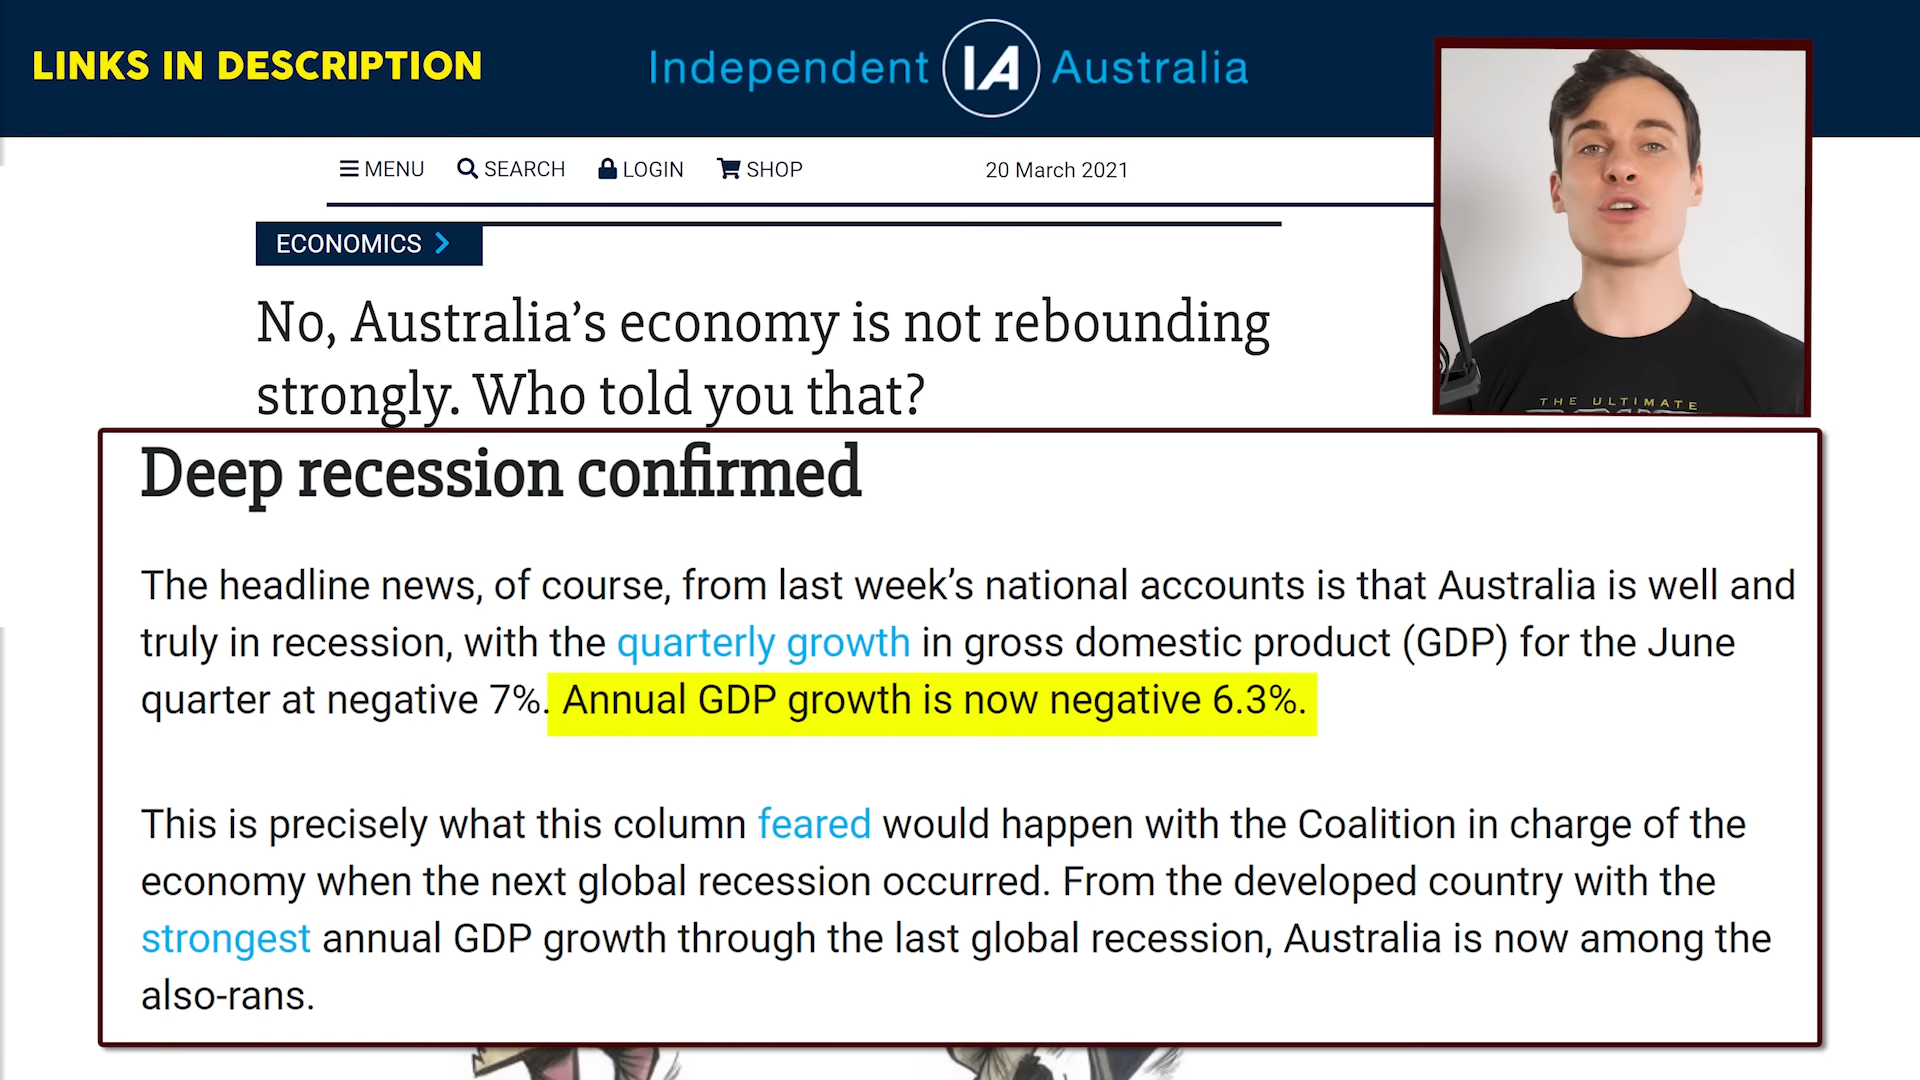 LINKS IN DESCRIPTION
Independent IA Australia
MENU SEARCH LOGIN SHOP 20 March 2021
ECONOMICS
No, Australia’s economy is not rebounding
strongly. Who told you that?
THE ULTIMATE
Deep recession confirmed
The headline news, of course, from last week’s national accounts is that Australia is well and
truly in recession, with the quarterly growth in gross domestic product (GDP) for the June
quarter at negative 7%. Annual GDP growth is now negative 6.3%.
This is precisely what this column feared would happen with the Coalition in charge of the
economy when the next global recession occurred. From the developed country with the
strongest annual GDP growth through the last global recession, Australia is now among the
also-rans.